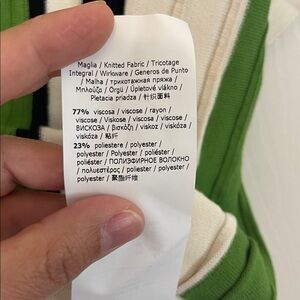 Maglia / Knitted Fabric / Tricotage
Integral / Wirkware / Generos de Punto
/ Malha / трикотажная пряжа /
Μπλούζα / Örgü / Úpletové vlákno /
Pletacia priadza / 针织面料
77% viscosa / viscose / rayon /
viscose / Viskose / viscosa / viscose /
ВИСКОЗА / βισκόζη / viskoz / viskóza /
viskóza / 粘纤
23% poliestere / polyester /
polyester / Polyester / poliéster /
poliéster / ПОЛИЭФИРНОЕ ВОЛОКНО
/ πολυεστέρας / polyester / polyester /
polyester / 聚酯纤维